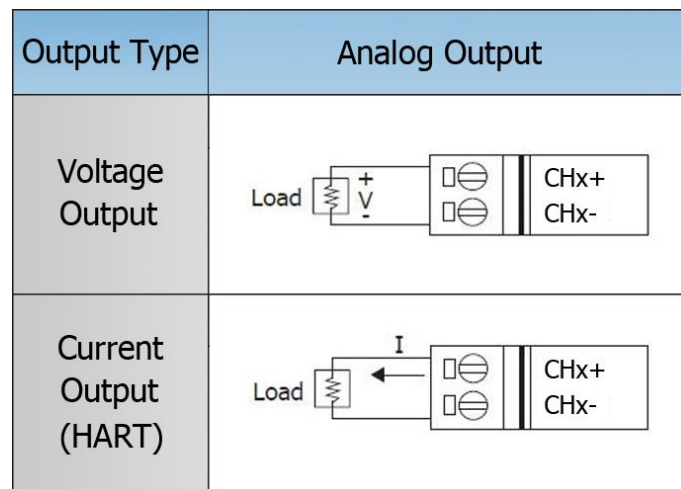 Output Type
Analog Output
Voltage
Output
Load
+
V
-
CHx+
CHx-
Current
Output
(HART)
Load
I
CHx+
CHx-